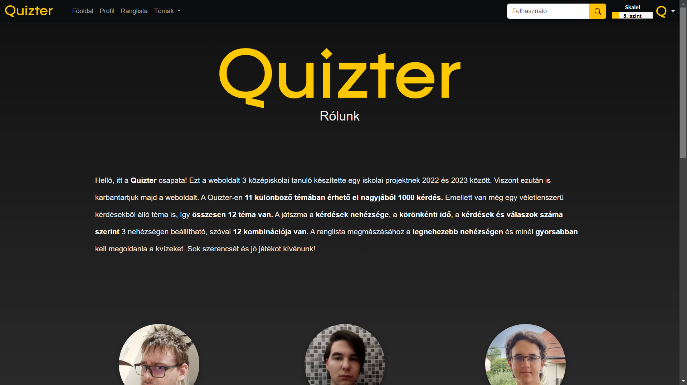 Quizter
Főoldal Profil Ranglista Témák
Felhasználó
Skalel
5. szint
Quizter
Rólunk
Helló, itt a Quizter csapata! Ezt a weboldalt 3 középiskolai tanuló készítette egy iskolai projektnek 2022 és 2023 között. Viszont ezután is
karbantartjuk majd a weboldalt. A Quizter-en 11 különböző témában érhető el nagyjából 1000 kérdés. Emellett van még egy véletlenszerű
kérdésekből álló téma is, így összesen 12 téma van. A játszma a kérdések nehézsége, a körönkénti idő, a kérdések és válaszok száma
szerint 3 nehézségen beállítható, szóval 12 kombinációja van. A ranglista megmászásához a legnehezebb nehézségen és minél gyorsabban
kell megoldania a kvízeket. Sok szerencsét és jó játékot kívánunk!